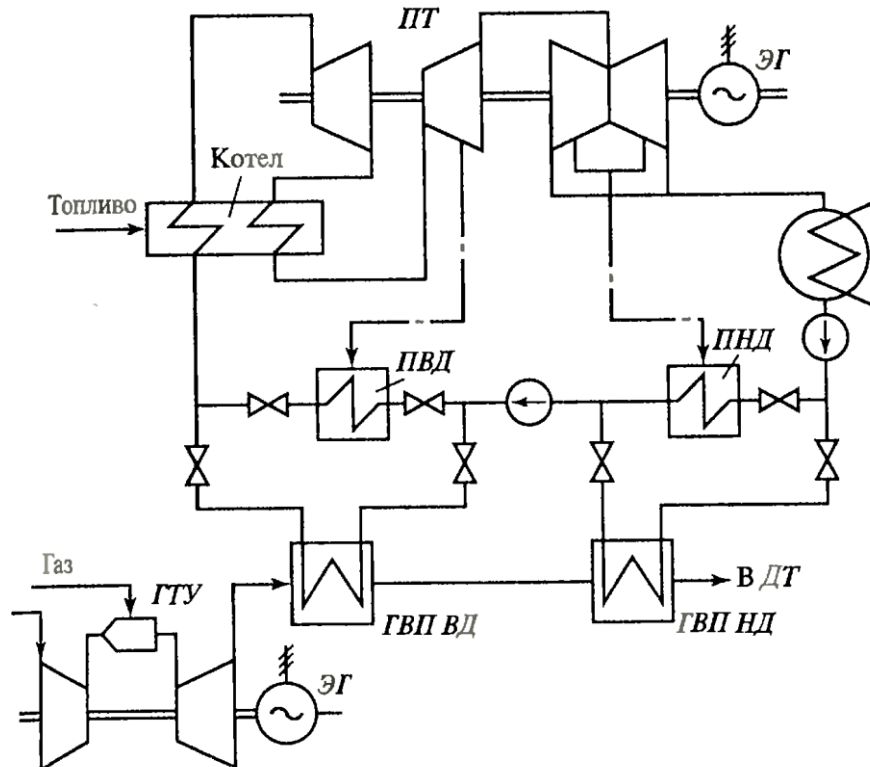 ПТ
ЭГ
Котел
Топливо
ПВД
ПНД
Газ
ГТУ
ГВП ВД
ГВП НД
В ДТ
ЭГ